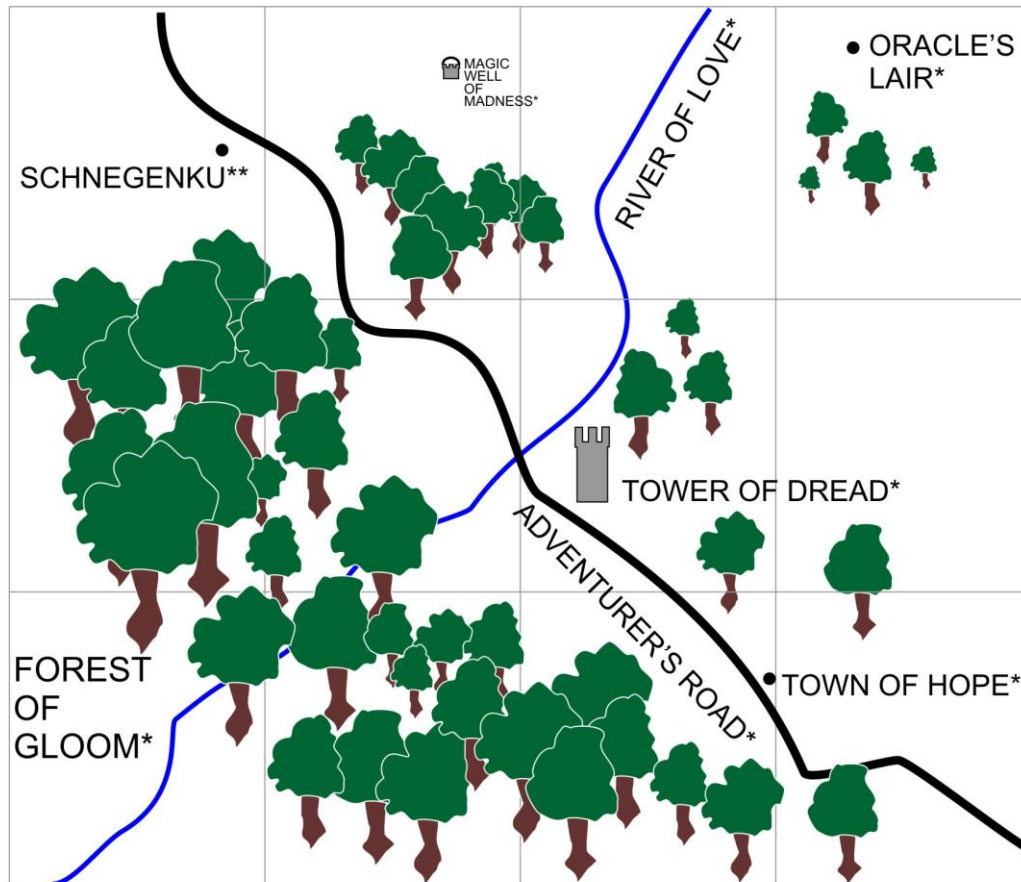 MAGIC
WELL
OF
MADNESS*
RIVER OF LOVE*
ORACLE'S
LAIR*
SCHNEGENKU**
TOWER OF DREAD*
ADVENTURER'S ROAD*
FOREST
OF
GLOOM*
TOWN OF HOPE*